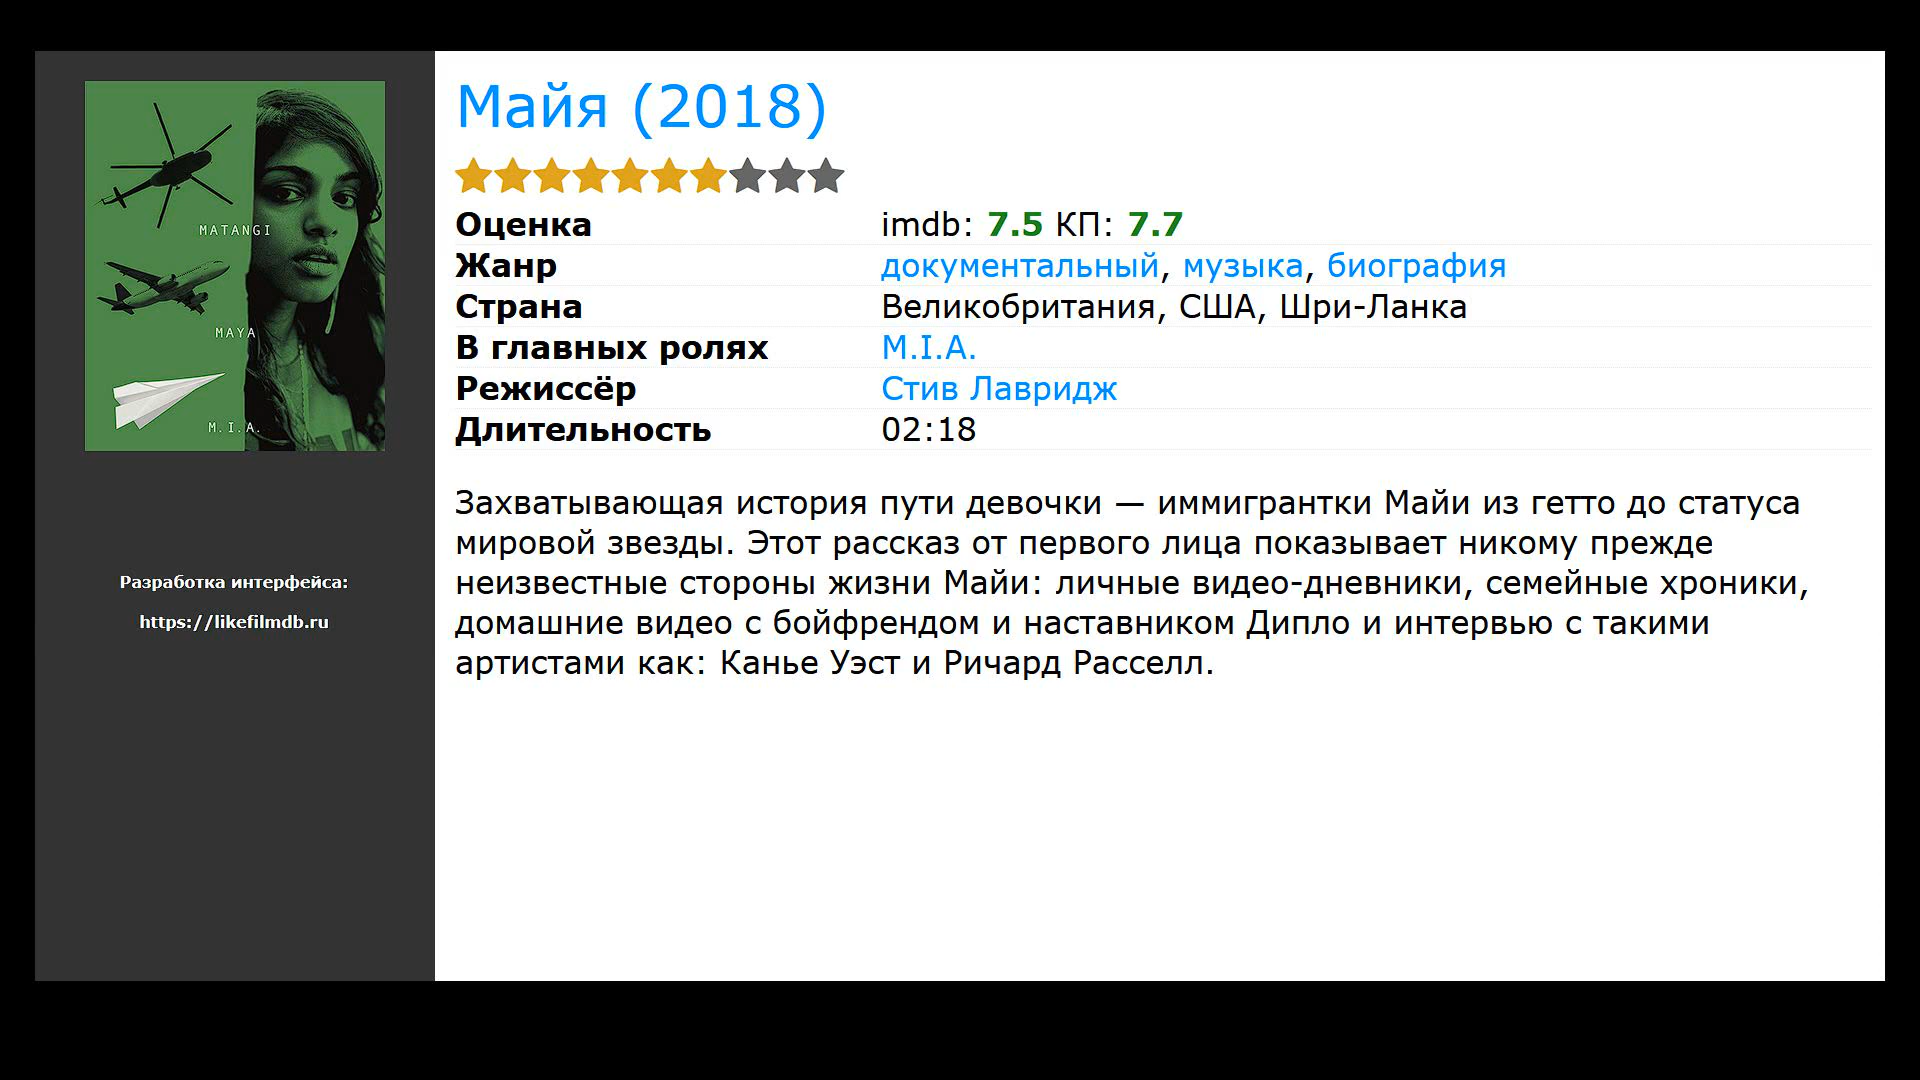 MATANGI
MAYA
M.I.A.
Разработка интерфейса:
https://likefilmdb.ru
Майя (2018)
Оценка imdb: 7.5 КП: 7.7
Жанр документальный, музыка, биография
Страна Великобритания, США, Шри-Ланка
В главных ролях M.I.A.
Режиссёр Стив Лавридж
Длительность 02:18
Захватывающая история пути девочки — иммигрантки Майи из гетто до статуса
мировой звезды. Этот рассказ от первого лица показывает никому прежде
неизвестные стороны жизни Майи: личные видео-дневники, семейные хроники,
домашние видео с бойфрендом и наставником Дипло и интервью с такими
артистами как: Канье Уэст и Ричард Расселл.